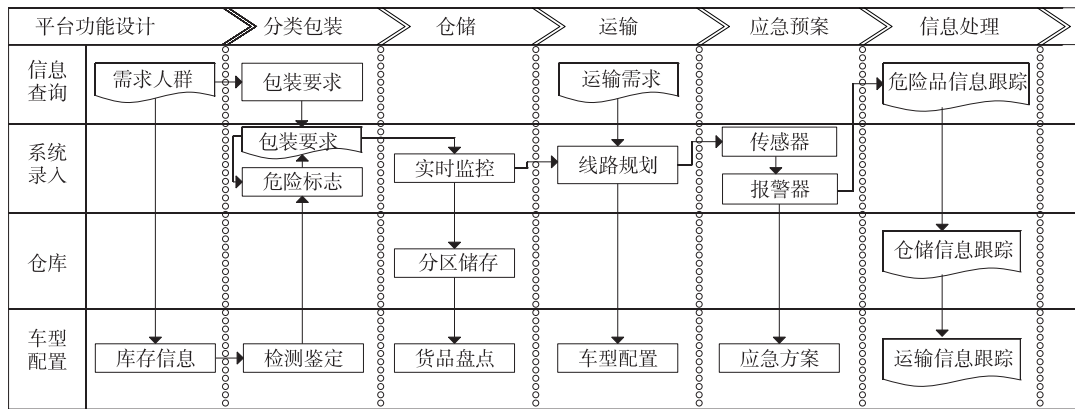 平台功能设计
分类包装
仓储
运输
应急预案
信息处理
信息
查询
需求人群
包装要求
运输需求
危险品信息跟踪
系统
录入
包装要求
危险标志
实时监控
线路规划
传感器
报警器
仓库
分区储存
仓储信息跟踪
车型
配置
库存信息
检测鉴定
货品盘点
车型配置
应急方案
运输信息跟踪